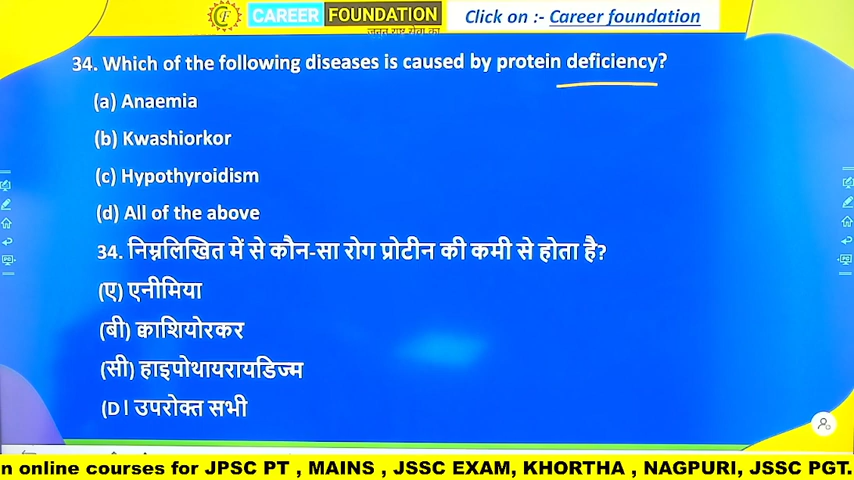 CAREER FOUNDATION
Click on :- Career foundation
34. Which of the following diseases is caused by protein deficiency?
(a) Anaemia
(b) Kwashiorkor
(c) Hypothyroidism
(d) All of the above
34. निम्नलिखित में से कौन-सा रोग प्रोटीन की कमी से होता है?
(ए) एनीमिया
(बी) क्वाशियोरकर
(सी) हाइपोथायरायडिज्म
(D। उपरोक्त सभी
n online courses for JPSC PT , MAINS , JSSC EXAM, KHORTHA , NAGPURI, JSSC PGT.